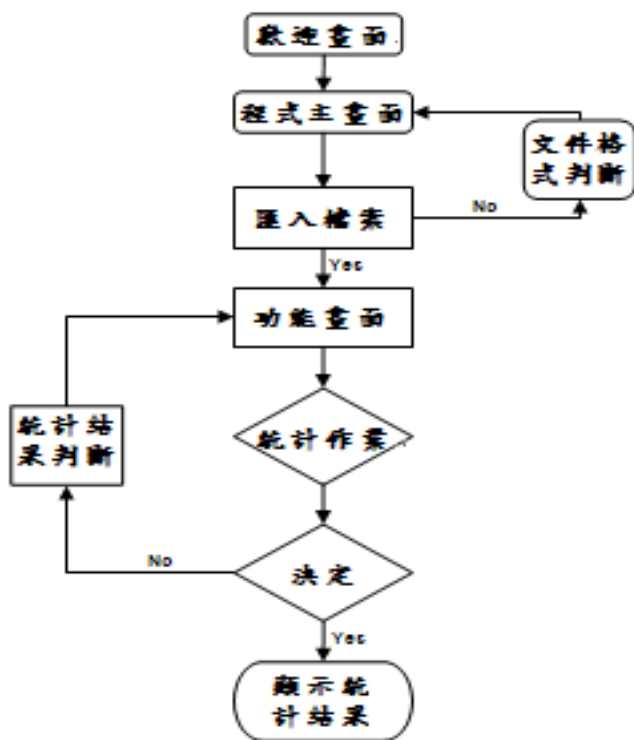 歡迎畫面
程式主畫面
文件格
式判斷
匯入檔案
No
Yes
功能畫面
統計結
果判斷
統計作業
No
決定
Yes
顯示統
計結果